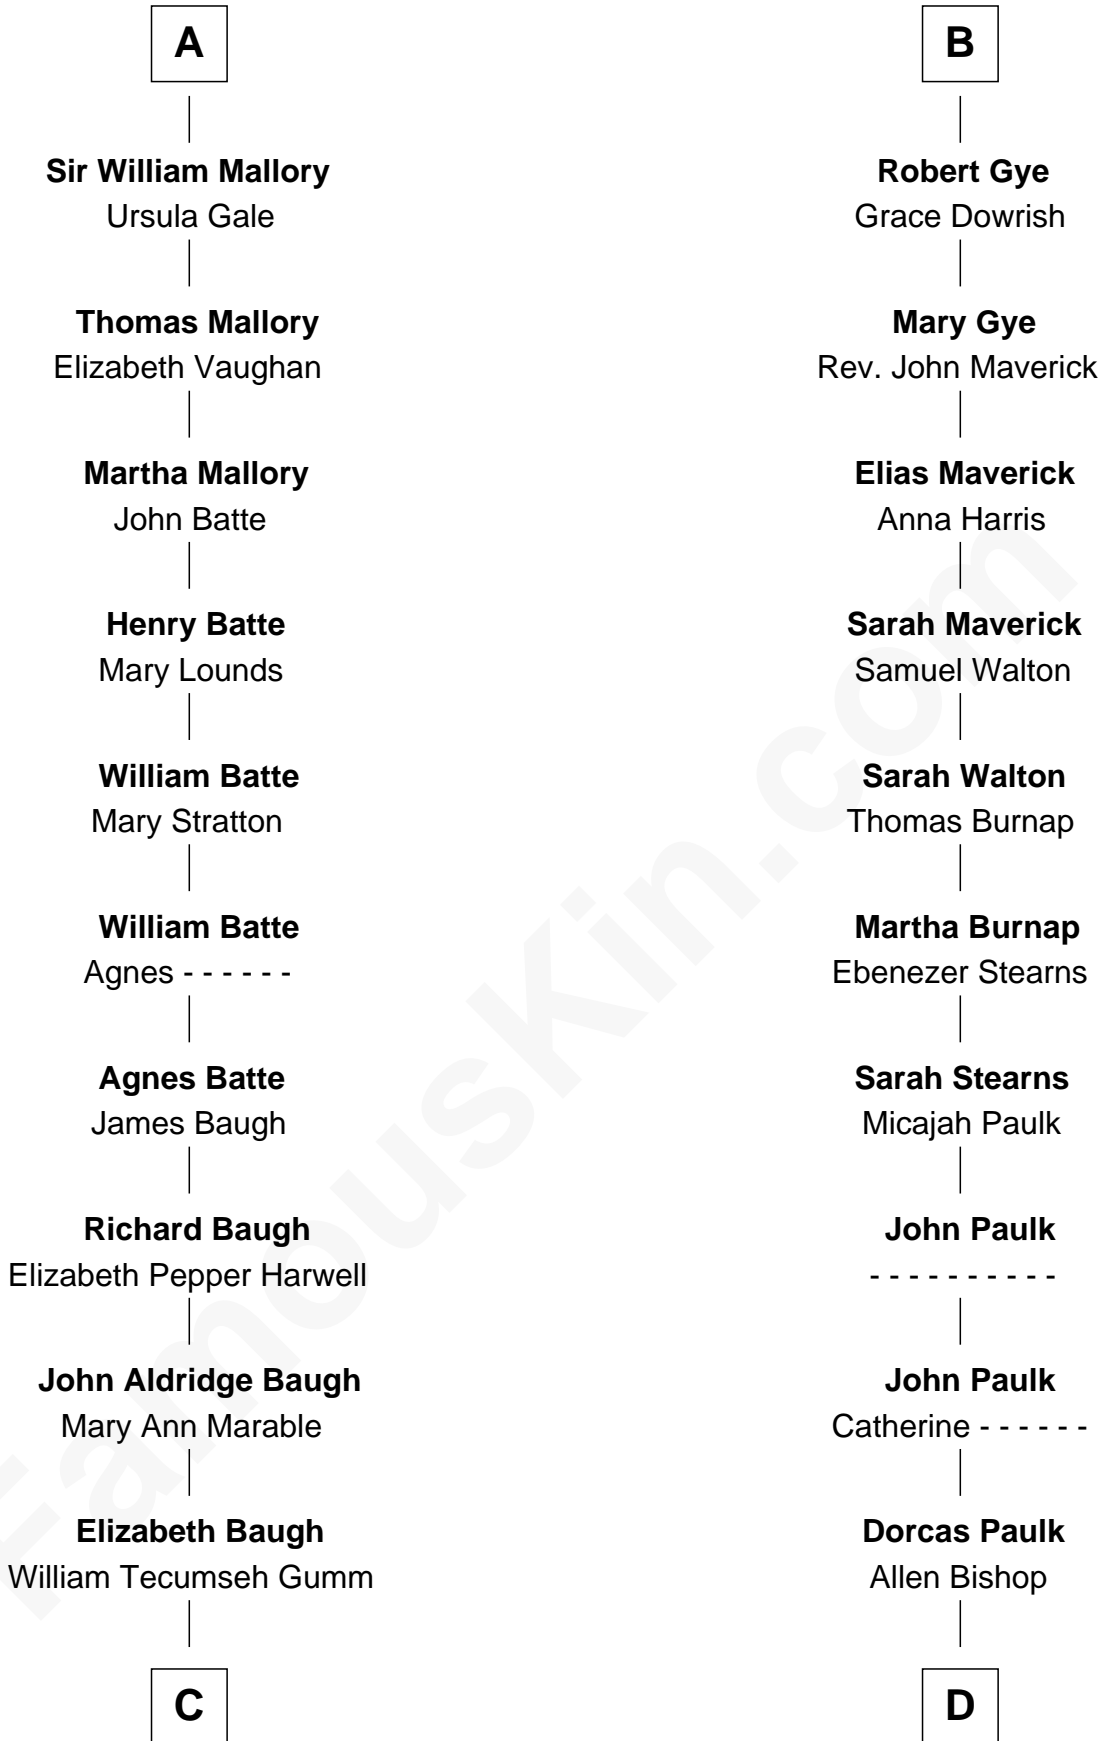 A
Sir William Mallory
Ursula Gale
Thomas Mallory
Elizabeth Vaughan
Martha Mallory
John Batte
Henry Batte
Mary Lounds
William Batte
Mary Stratton
William Batte
Agnes - - - - - -
Agnes Batte
James Baugh
Richard Baugh
Elizabeth Pepper Harwell
John Aldridge Baugh
Mary Ann Marable
Elizabeth Baugh
William Tecumseh Gumm
C
B
Robert Gye
Grace Dowrish
Mary Gye
Rev. John Maverick
Elias Maverick
Anna Harris
Sarah Maverick
Samuel Walton
Sarah Walton
Thomas Burnap
Martha Burnap
Ebenezer Stearns
Sarah Stearns
Micajah Paulk
John Paulk
- - - - - - - - - -
John Paulk
Catherine - - - - - -
Dorcas Paulk
Allen Bishop
D
FamousKin.com